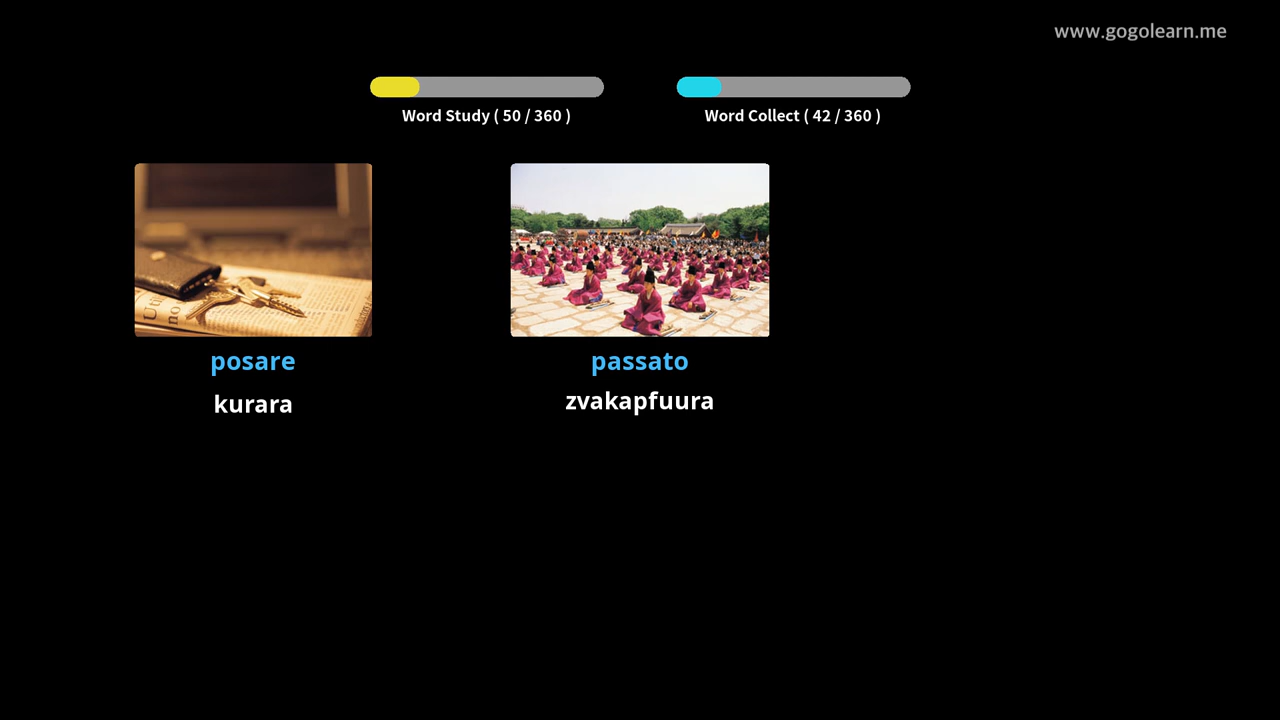 www.gogolearn.me
Word Study ( 50 / 360 )
Word Collect ( 42 / 360 )
posare
passato
kurara
zvakapfuura